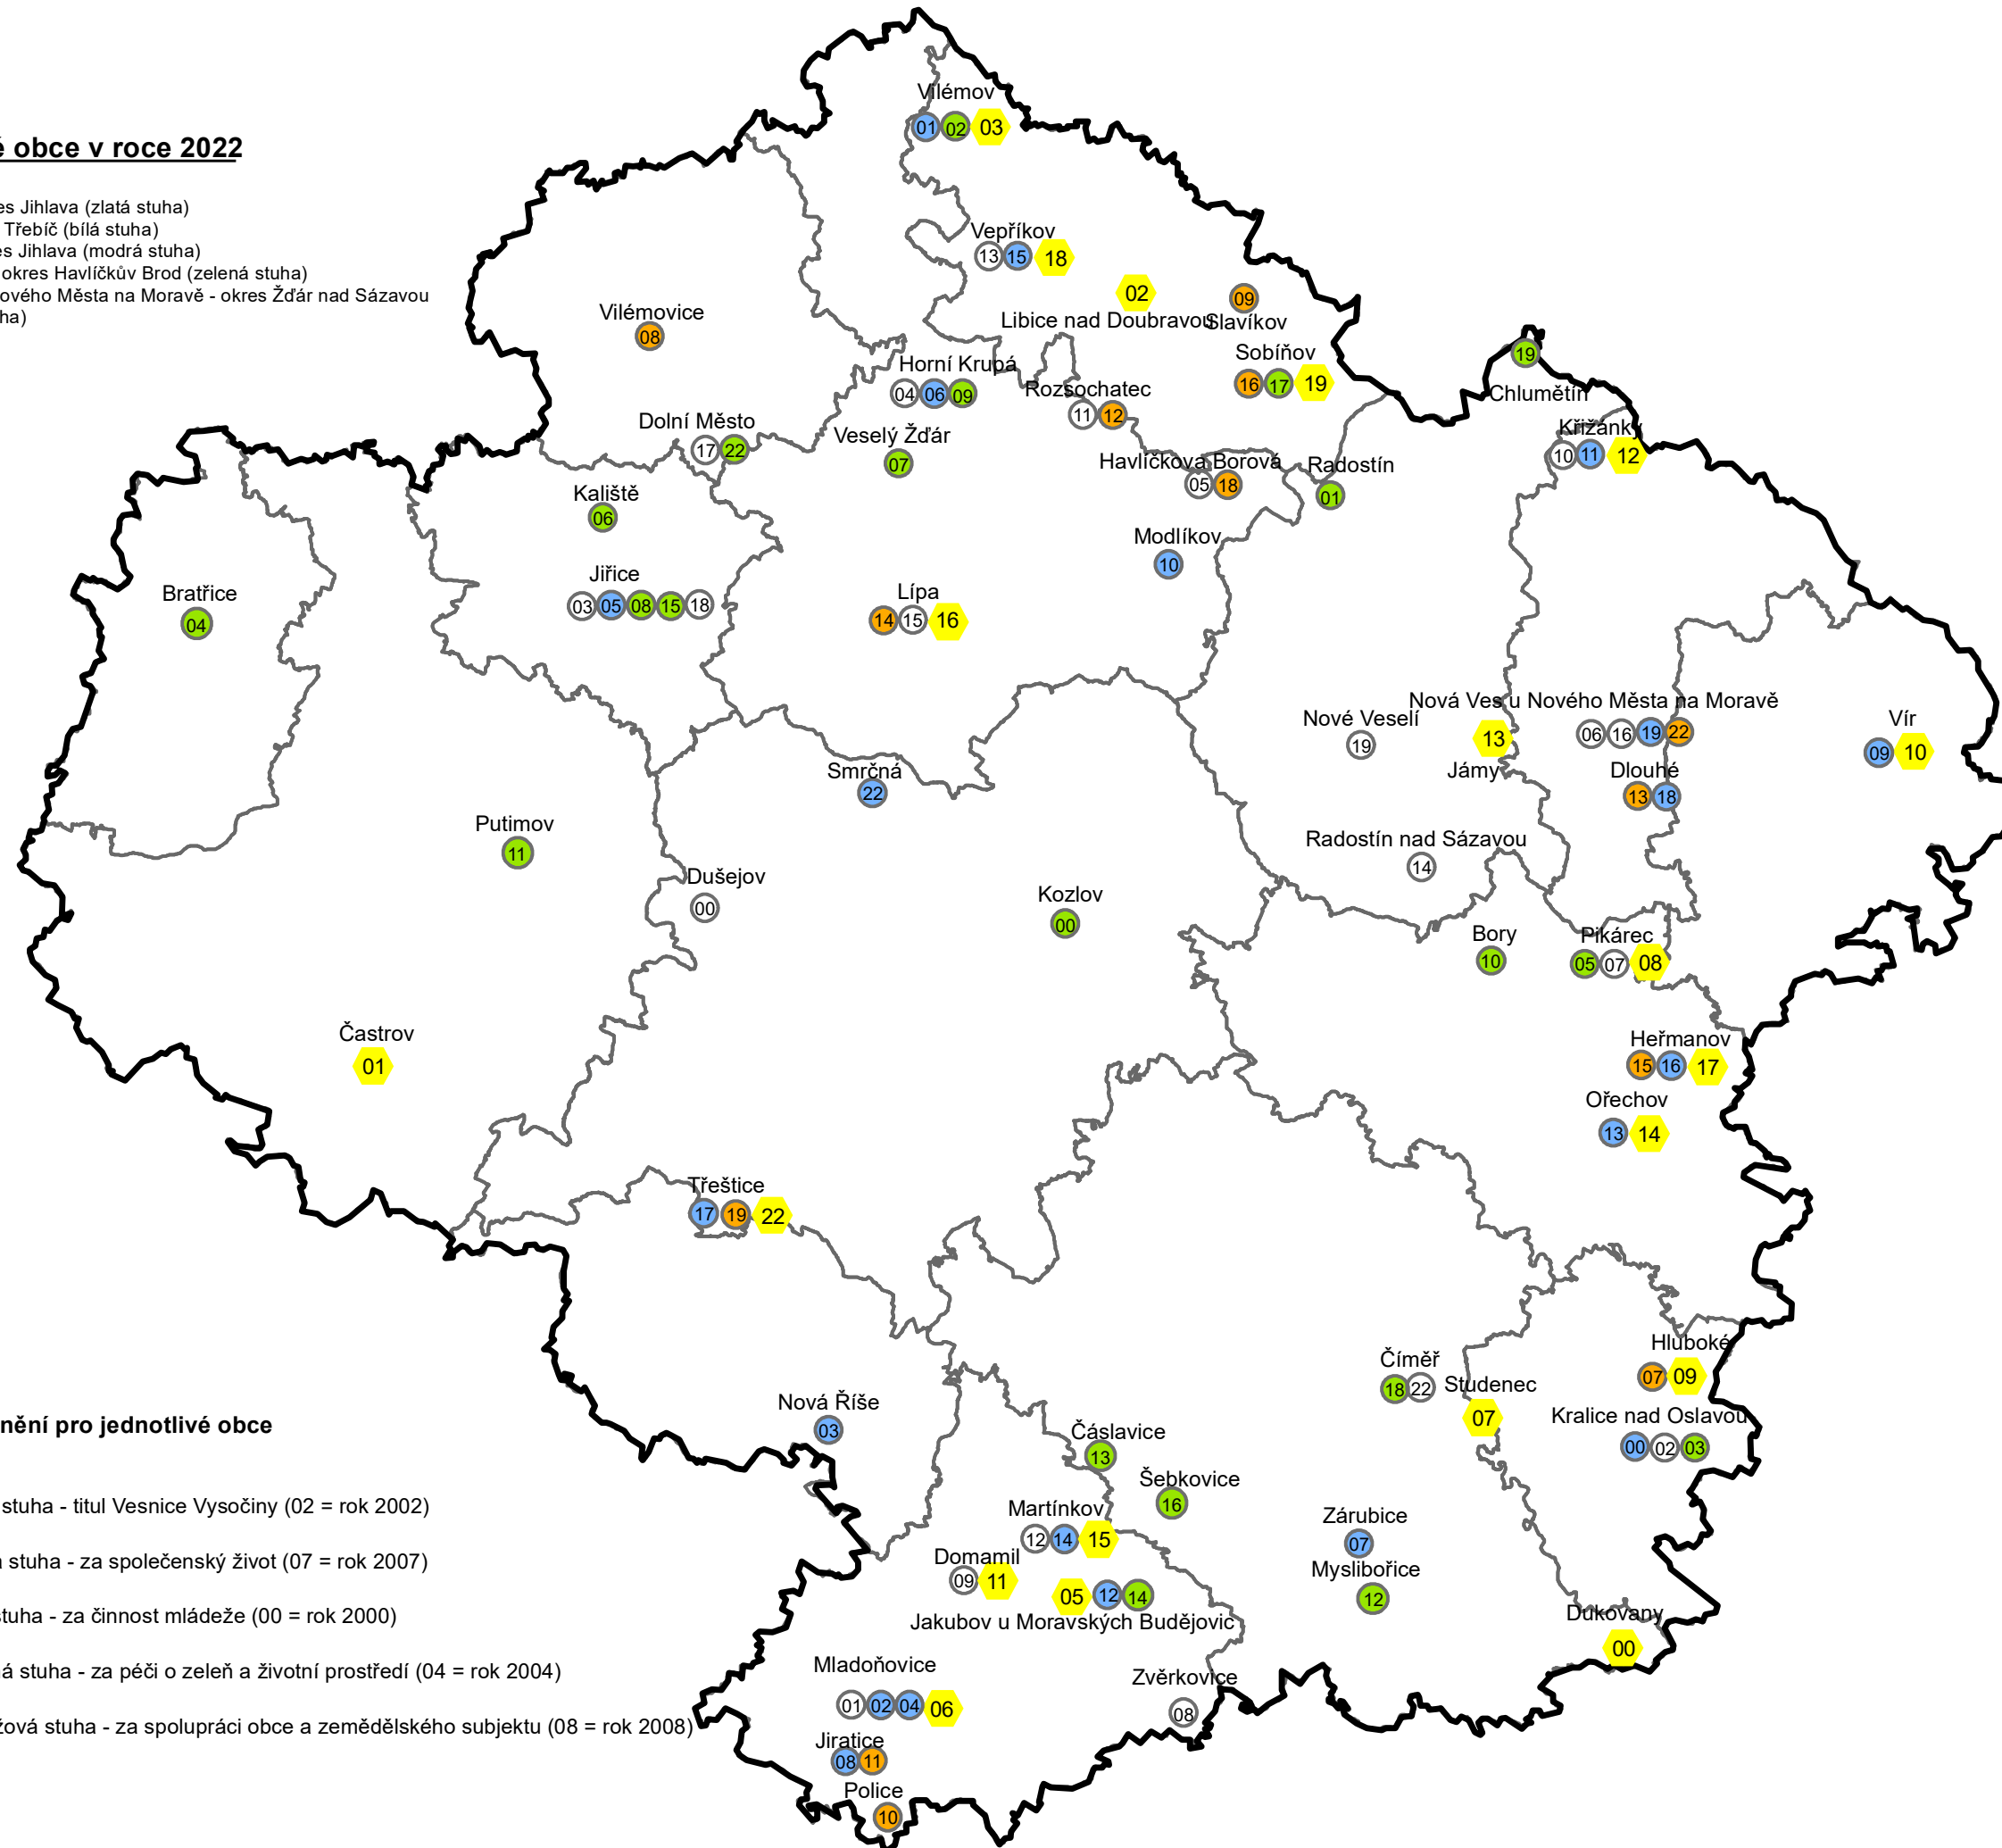 é obce v roce 2022
es Jihlava (zlatá stuha)
Třebíč (bílá stuha)
es Jihlava (modrá stuha)
okres Havlíčkův Brod (zelená stuha)
ového Města na Moravě - okres Žďár nad Sázavou
ha)
Vilémov
01 02 03
Vepříkov
13 15 18
02
Libice nad Doubravou
09
Slavíkov
Vilémovice
08
Sobíňov
16 17 19
19
Chlumětín
Horní Krupá
04 06 09
Rozsochatec
11 12
Křižánky
10 11 12
Dolní Město
17 22
Veselý Žďár
07
Havlíčkova Borová
05 18
Radostín
01
Kaliště
06
Modlíkov
10
Bratřice
04
Jiřice
03 05 08 15 18
Lípa
14 15 16
Nová Ves u Nového Města na Moravě
06 16 19 22
Nové Veselí
19
13
Jámy
Vír
09 10
Smrčná
22
Dlouhé
13 18
Putimov
11
Radostín nad Sázavou
14
Dušejov
00
Kozlov
00
Bory
10
Pikárec
05 07 08
Častrov
01
Heřmanov
15 16 17
Ořechov
13 14
Třeštice
17 19 22
Hluboké
07 09
Číměř
18 22
Studenec
07
Nová Říše
03
Kralice nad Oslavou
00 02 03
nění pro jednotlivé obce
Čáslavice
13
Šebkovice
16
stuha - titul Vesnice Vysočiny (02 = rok 2002)
Martínkov
12 14 15
Zárubice
07
á stuha - za společenský život (07 = rok 2007)
Domamil
09 11
Myslibořice
12
05 12 14
Jakubov u Moravských Budějovic
stuha - za činnost mládeže (00 = rok 2000)
Dukovany
00
ná stuha - za péči o zeleň a životní prostředí (04 = rok 2004)
Mladoňovice
01 02 04 06
Zvěrkovice
08
žová stuha - za spolupráci obce a zemědělského subjektu (08 = rok 2008)
Jiratice
08 11
Police
10